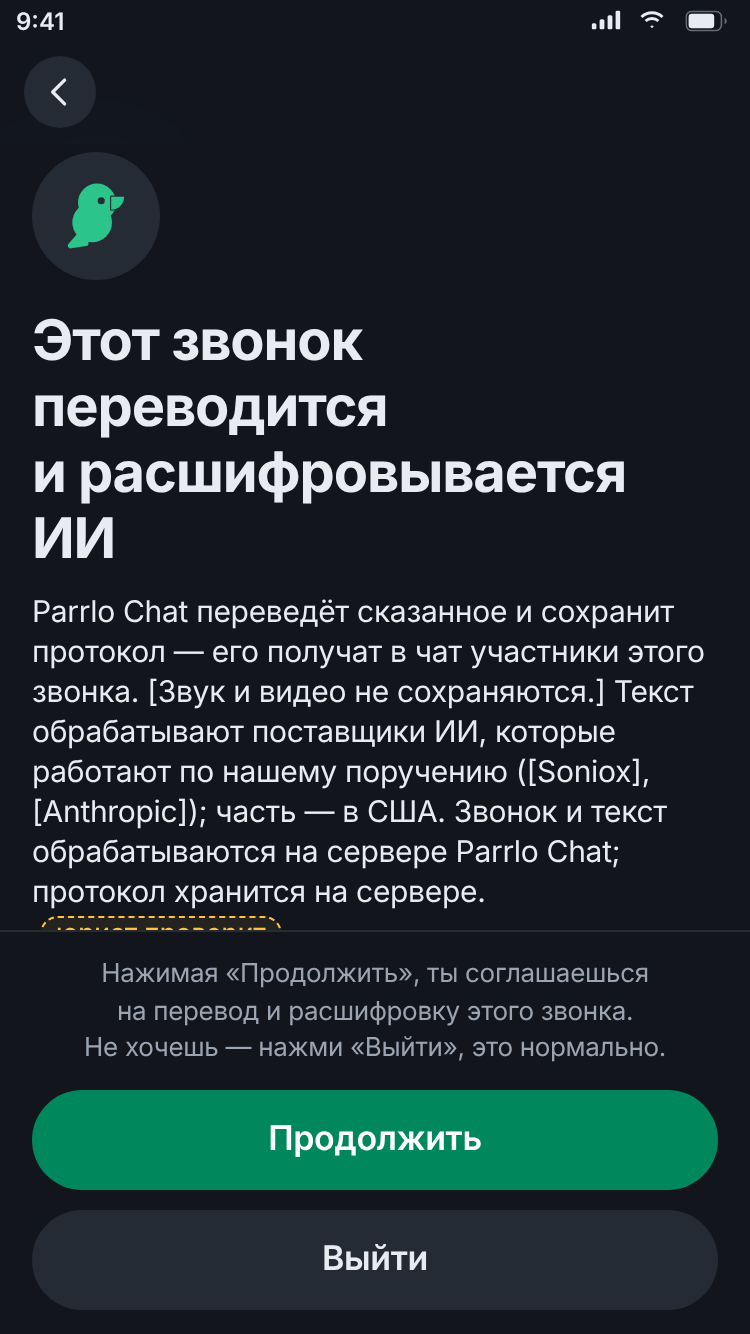 9:41
Этот звонок
переводится
и расшифровывается
ИИ
Parrlo Chat переведёт сказанное и сохранит
протокол — его получат в чат участники этого
звонка. [Звук и видео не сохраняются.] Текст
обрабатывают поставщики ИИ, которые
работают по нашему поручению ([Soniox],
[Anthropic]); часть — в США. Звонок и текст
обрабатываются на сервере Parrlo Chat;
протокол хранится на сервере.
Нажимая «Продолжить», ты соглашаешься
на перевод и расшифровку этого звонка.
Не хочешь — нажми «Выйти», это нормально.
Продолжить
Выйти